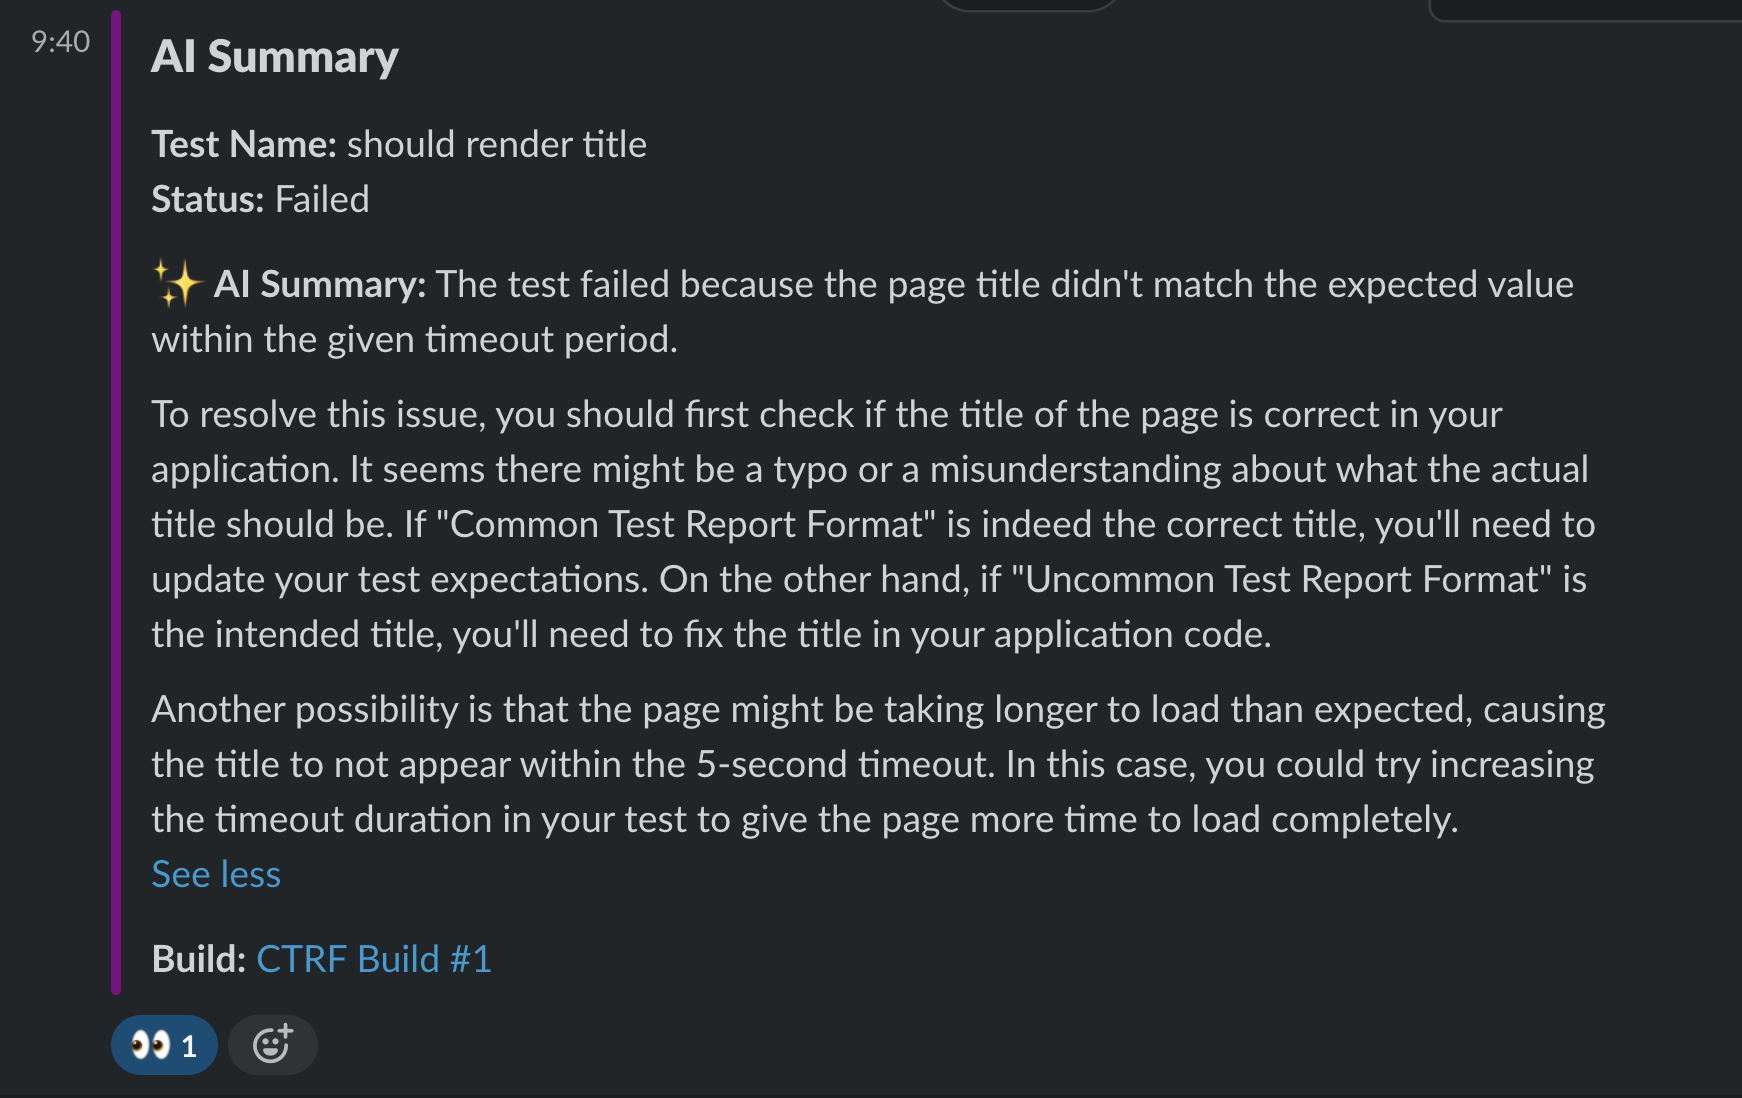 9:40
AI Summary
Test Name: should render title
Status: Failed
✨ AI Summary: The test failed because the page title didn't match the expected value
within the given timeout period.
To resolve this issue, you should first check if the title of the page is correct in your
application. It seems there might be a typo or a misunderstanding about what the actual
title should be. If "Common Test Report Format" is indeed the correct title, you'll need to
update your test expectations. On the other hand, if "Uncommon Test Report Format" is
the intended title, you'll need to fix the title in your application code.
Another possibility is that the page might be taking longer to load than expected, causing
the title to not appear within the 5-second timeout. In this case, you could try increasing
the timeout duration in your test to give the page more time to load completely.
See less
Build: CTRF Build #1
👀 1